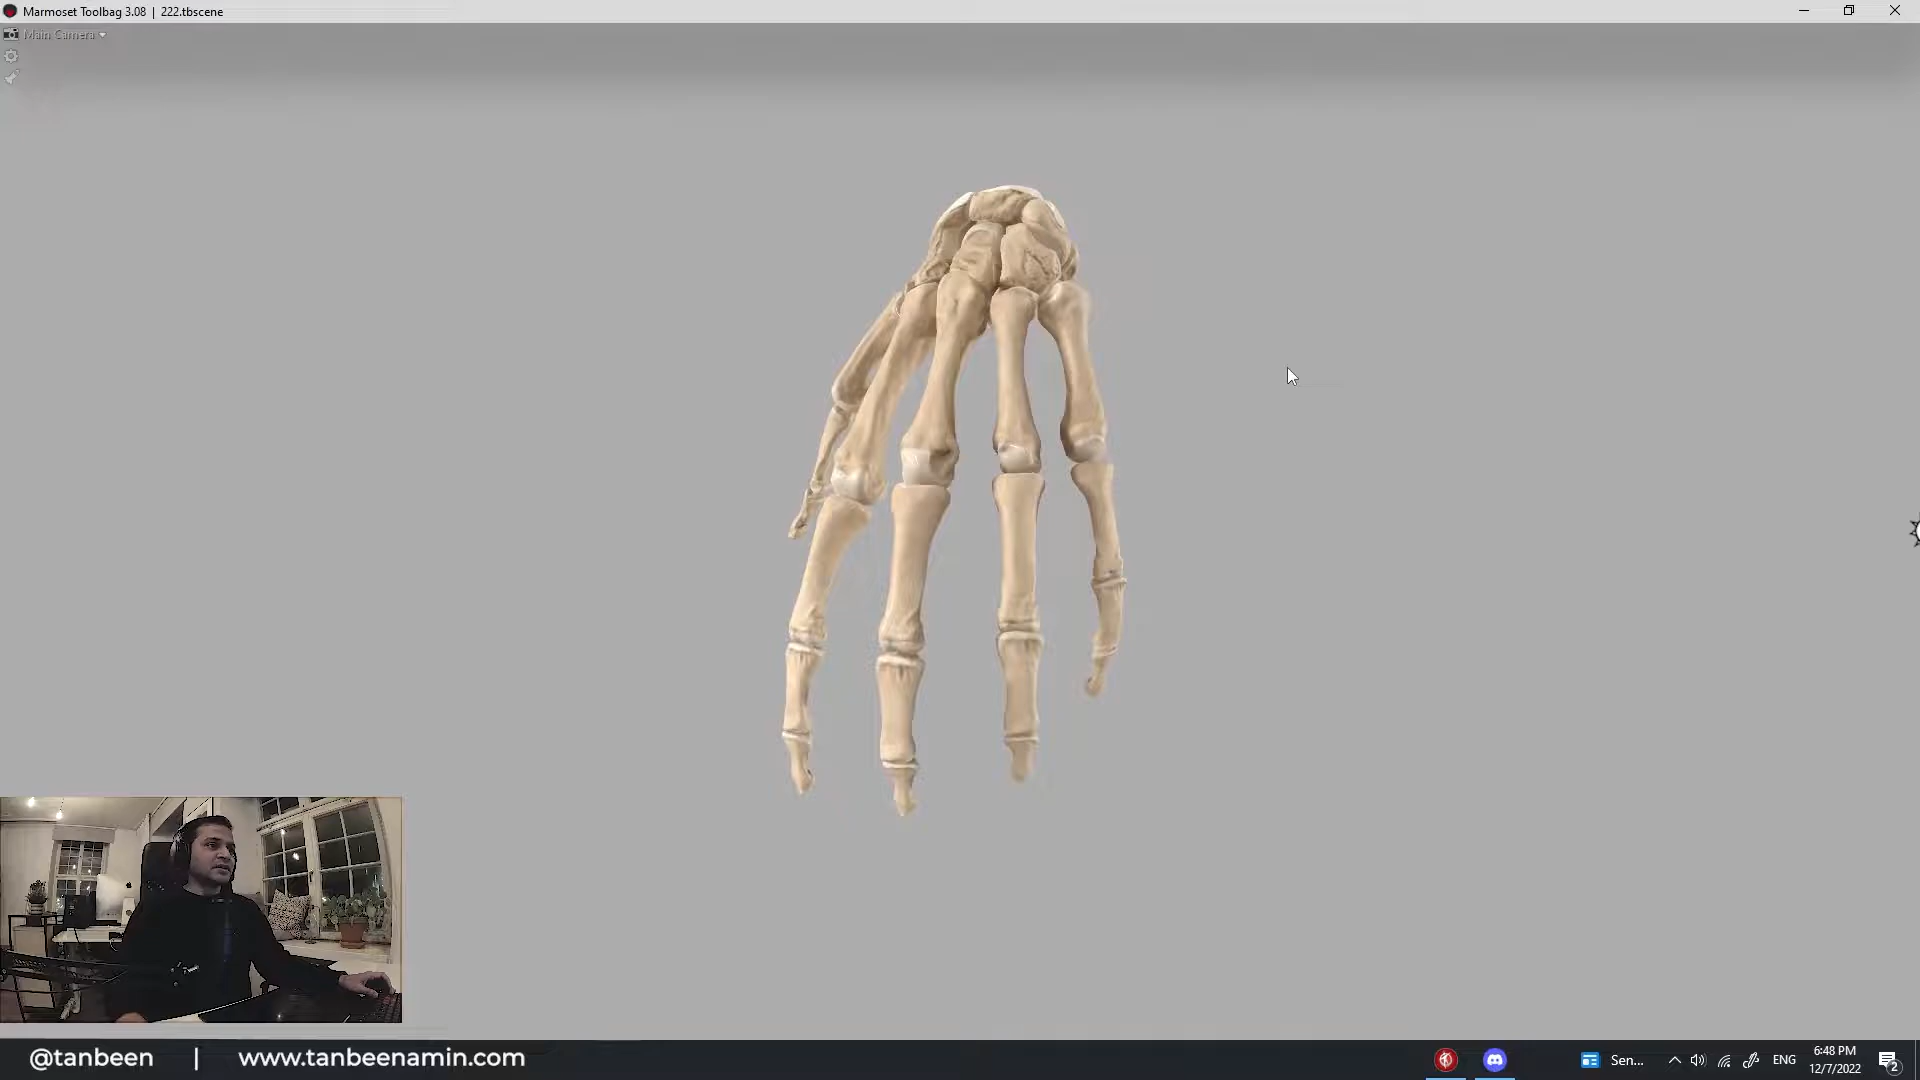 Marmoset Toolbag 3.08 | 222.tbscene
Main Camera
@tanbeen | www.tanbeenamin.com
Sen...
ENG
6:48 PM
12/7/2022
2